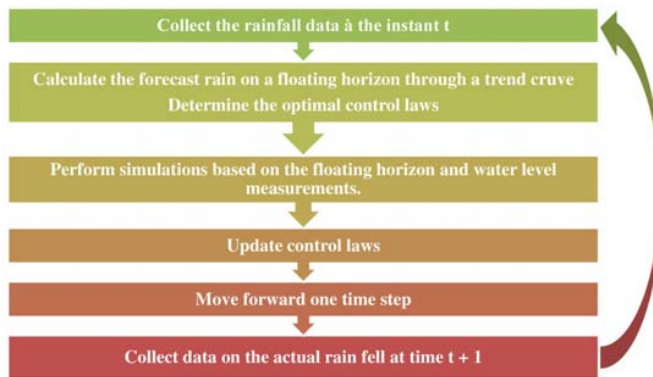 Collect the rainfall data à the instant t
Calculate the forecast rain on a floating horizon through a trend cruve
Determine the optimal control laws
Perform simulations based on the floating horizon and water level
measurements.
Update control laws
Move forward one time step
Collect data on the actual rain fell at time t + 1